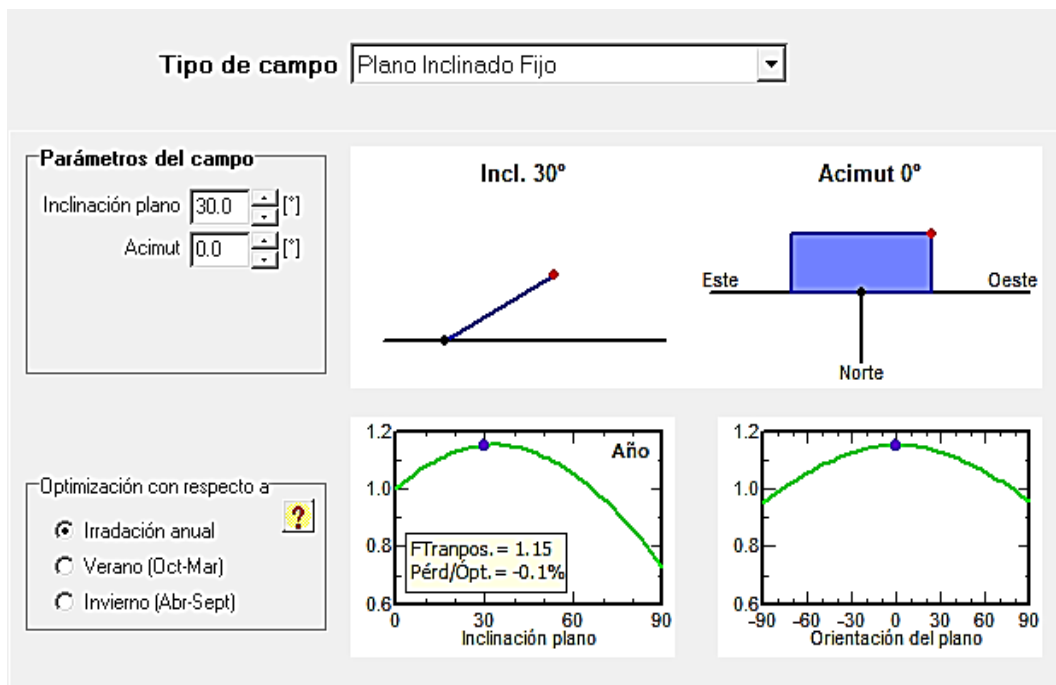 Tipo de campo Plano Inclinado Fijo
Parámetros del campo
Inclinación plano 30.0 [°]
Acimut 0.0 [°]
Incl. 30º
Acimut 0º
Este
Oeste
Norte
Optimización con respecto a
?
Irradación anual
Verano (Oct-Mar)
Invierno (Abr-Sept)
1.2
1.0
0.8
0.6
Año
FTranpos. = 1.15
Pérd/Ópt. = -0.1%
0 30 60 90
Inclinación plano
1.2
1.0
0.8
0.6
-90 -60 -30 0 30 60 90
Orientación del plano